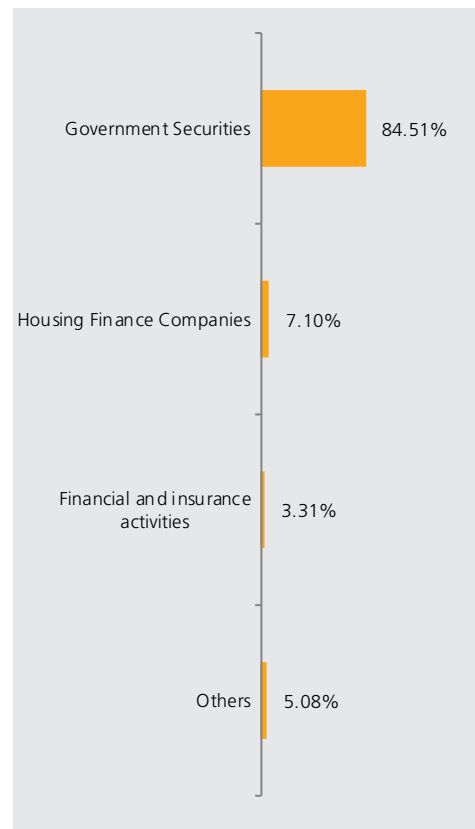 Government Securities 84.51%
Housing Finance Companies 7.10%
Financial and insurance
activities 3.31%
Others 5.08%